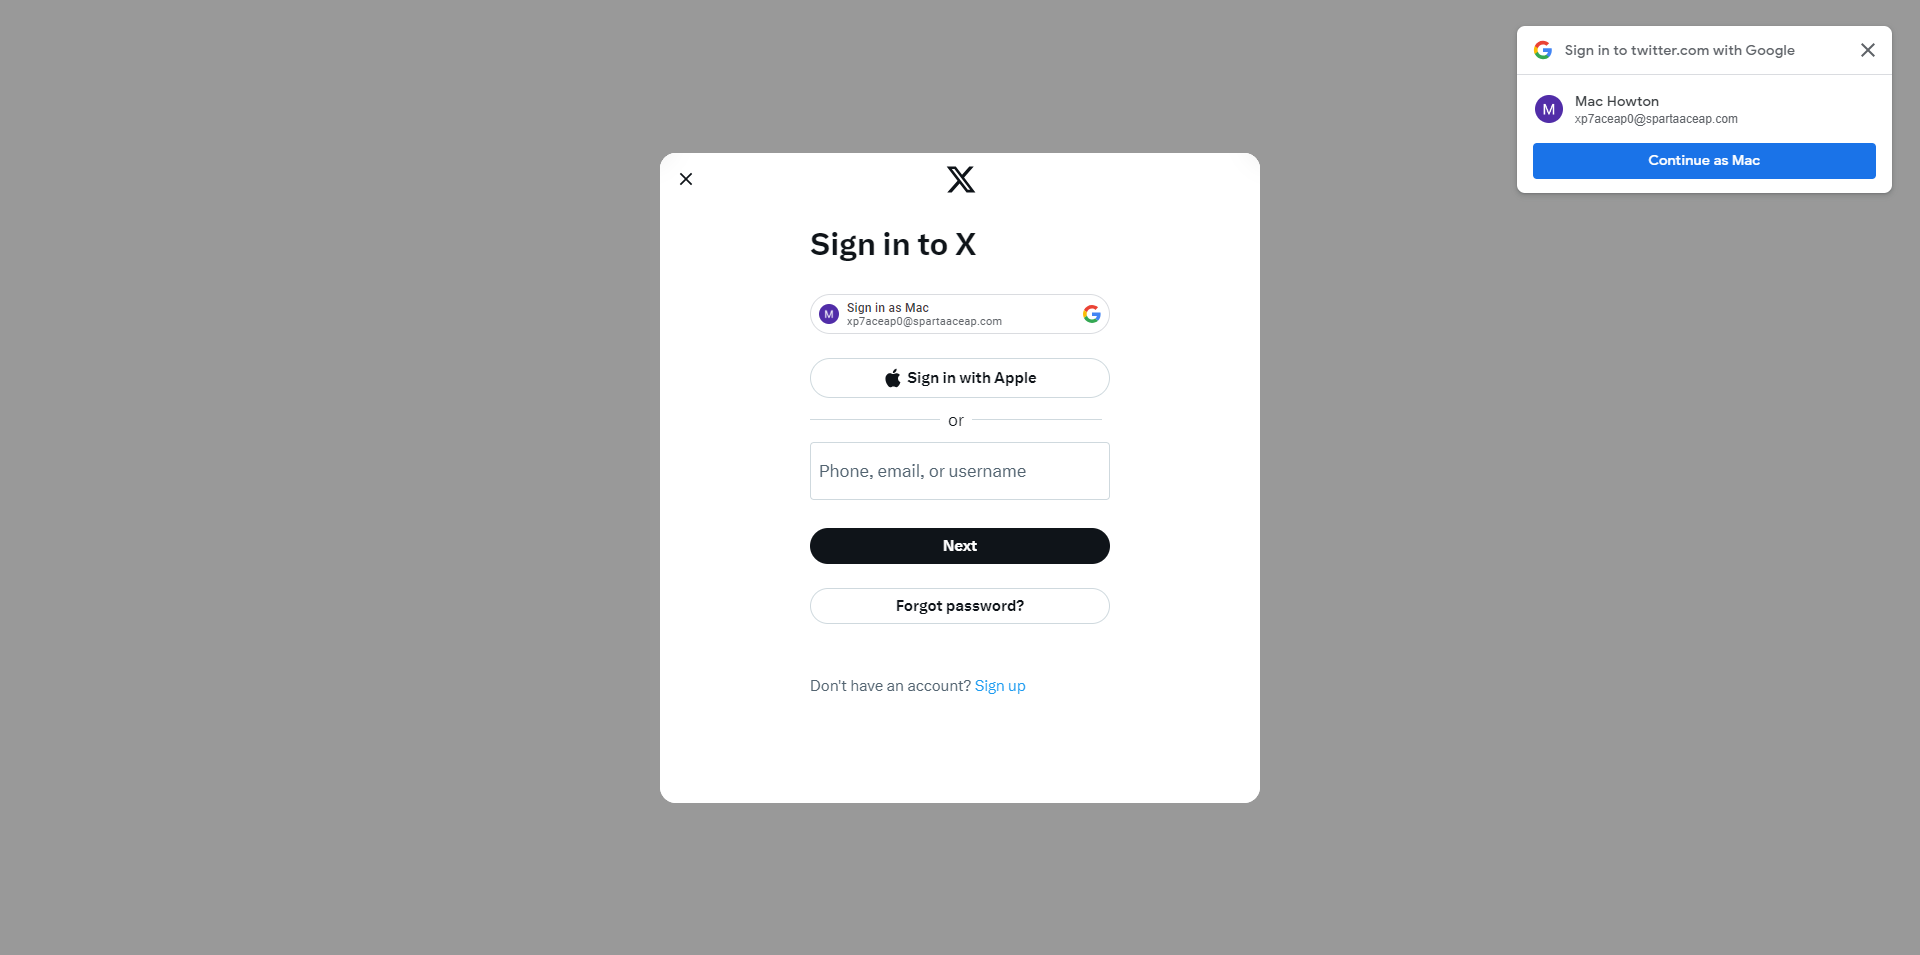 Sign in to twitter.com with Google
M
Mac Howton
xp7aceap0@spartaaceap.com
Continue as Mac
X
Sign in to X
M
Sign in as Mac
xp7aceap0@spartaaceap.com
Sign in with Apple
or
Phone, email, or username
Next
Forgot password?
Don't have an account? Sign up